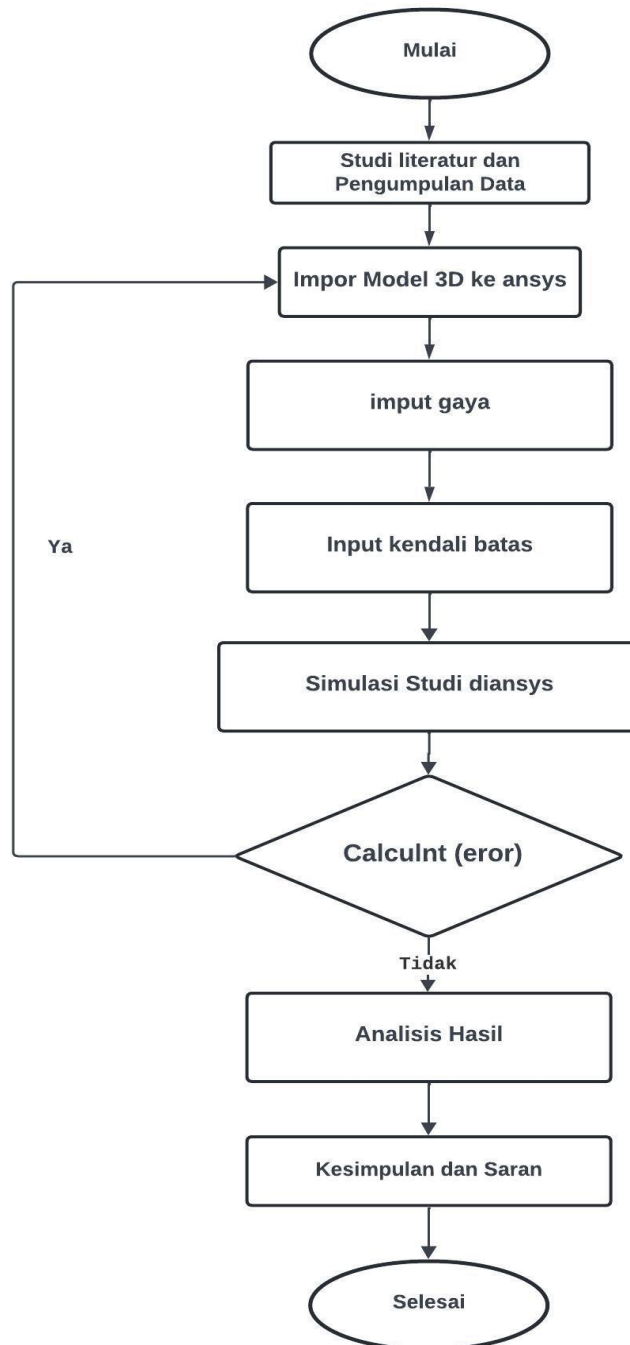 Mulai
Studi literatur dan
Pengumpulan Data
Impor Model 3D ke ansys
imput gaya
Input kendali batas
Ya
Simulasi Studi diansys
Calculnt (eror)
Tidak
Analisis Hasil
Kesimpulan dan Saran
Selesai